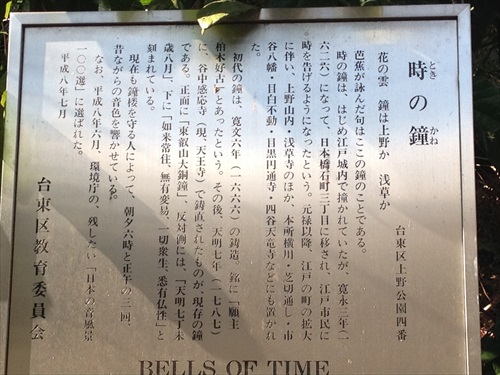 時の鐘
とき
かね
台東区上野公園四番
花の雲　鐘は上野か　浅草か
芭蕉が詠んだ句はここの鐘のことである。
時の鐘は、はじめ江戸城内で撞かれていたが、寛永三年（一
六二六）になって、日本橋石町三丁目に移され、江戸市民に
時を告げるようになったという。元禄以降、江戸の町の拡大
に伴い、上野山内・浅草寺のほか、本所横川・芝切通し・市
谷八幡・目白不動・目黒円通寺・四谷天竜寺などにも置かれ
た。
初代の鐘は、寛文六年（一六六六）の鋳造、銘に「願主
柏木好古」とあったという。その後、天明七年（一七八七）
に、谷中感応寺（現、天王寺）で鋳直されたものが、現存の鐘
である。正面に「東叡山大銅鐘」、反対側には、「天明七丁未
歳八月」、下に「如来常住、無有変易、一切衆生、悉有仏性」と
刻まれている。
現在も鐘楼を守る人によって、朝夕六時と正午の三回、
昔ながらの音色を響かせている。
なお、平成八年六月、環境庁の、残したい「日本の音風景
一〇〇選」に選ばれた。
平成八年七月
台東区教育委員会
BELLS OF TIME